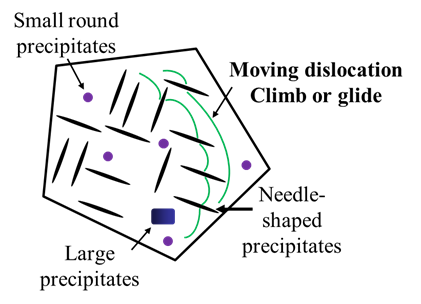 Small round
precipitates
Moving dislocation
Climb or glide
Needle-
shaped
precipitates
Large
precipitates